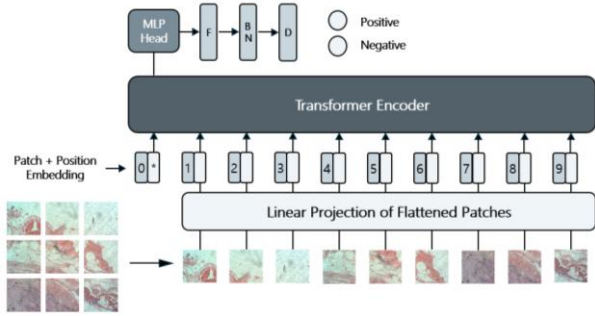 MLP
Head
F
B
N
D
Positive
Negative
Transformer Encoder
Patch + Position
Embedding
0 *
1
2
3
4
5
6
7
8
9
Linear Projection of Flattened Patches